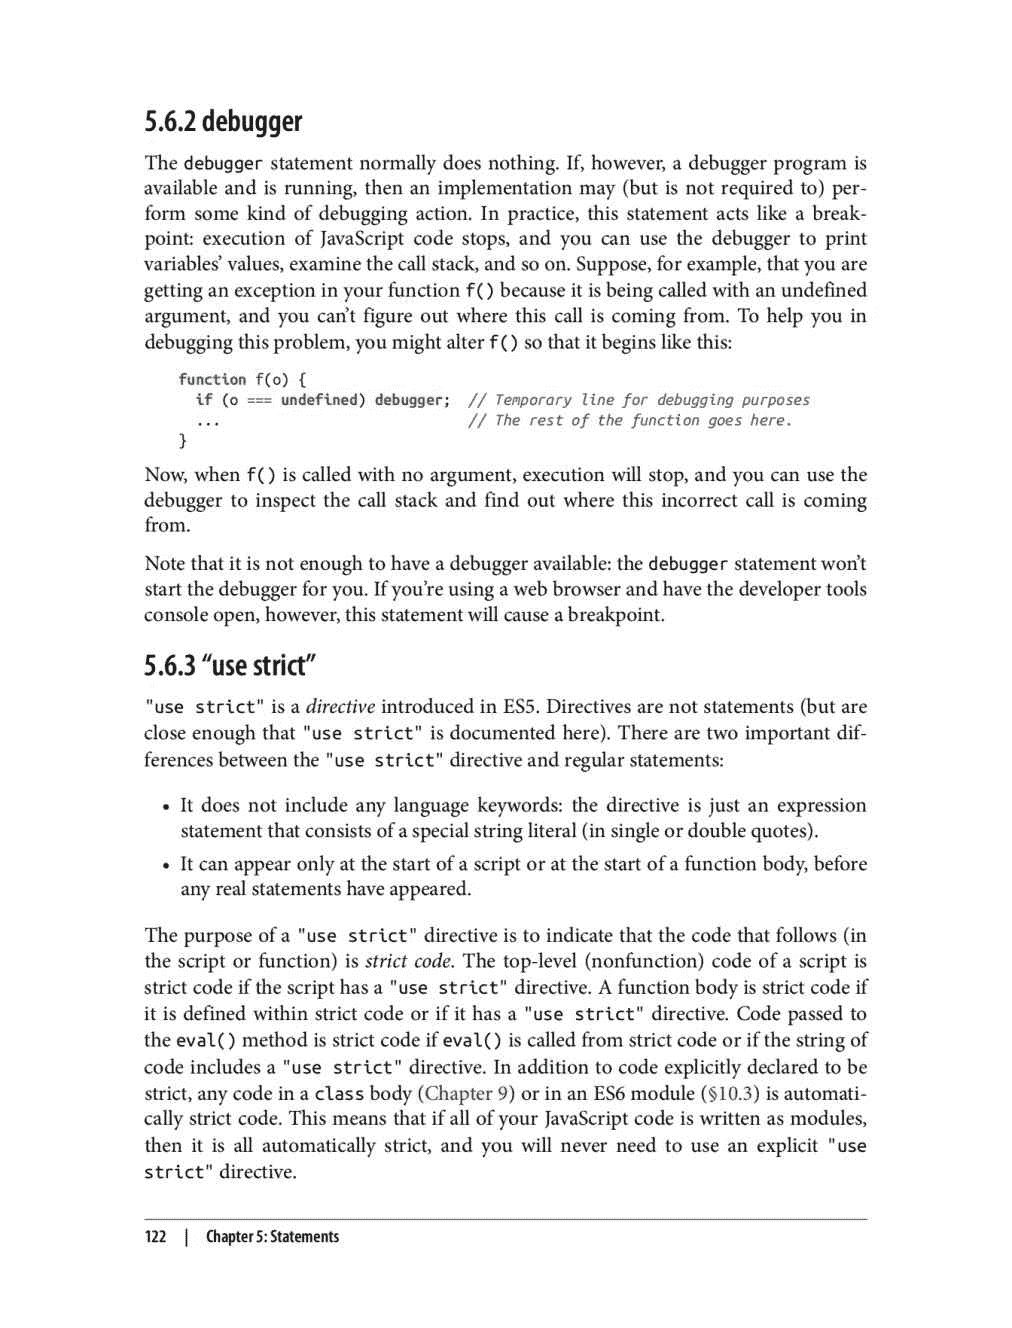 5.6.2 debugger
The debugger statement normally does nothing. If, however, a debugger program is
available and is running, then an implementation may (but is not required to) per-
form some kind of debugging action. In practice, this statement acts like a break-
point: execution of JavaScript code stops, and you can use the debugger to print
variables’ values, examine the call stack, and so on. Suppose, for example, that you are
getting an exception in your function f() because it is being called with an undefined
argument, and you can’t figure out where this call is coming from. To help you in
debugging this problem, you might alter f() so that it begins like this:
function f(o) {
  if (o === undefined) debugger;  // Temporary line for debugging purposes
  ...                             // The rest of the function goes here.
}
Now, when f() is called with no argument, execution will stop, and you can use the
debugger to inspect the call stack and find out where this incorrect call is coming
from.
Note that it is not enough to have a debugger available: the debugger statement won’t
start the debugger for you. If you’re using a web browser and have the developer tools
console open, however, this statement will cause a breakpoint.
5.6.3 “use strict”
"use strict" is a directive introduced in ES5. Directives are not statements (but are
close enough that "use strict" is documented here). There are two important dif-
ferences between the "use strict" directive and regular statements:
• It does not include any language keywords: the directive is just an expression
statement that consists of a special string literal (in single or double quotes).
• It can appear only at the start of a script or at the start of a function body, before
any real statements have appeared.
The purpose of a "use strict" directive is to indicate that the code that follows (in
the script or function) is strict code. The top-level (nonfunction) code of a script is
strict code if the script has a "use strict" directive. A function body is strict code if
it is defined within strict code or if it has a "use strict" directive. Code passed to
the eval() method is strict code if eval() is called from strict code or if the string of
code includes a "use strict" directive. In addition to code explicitly declared to be
strict, any code in a class body (Chapter 9) or in an ES6 module (§10.3) is automati-
cally strict code. This means that if all of your JavaScript code is written as modules,
then it is all automatically strict, and you will never need to use an explicit "use
strict" directive.
122 | Chapter 5: Statements